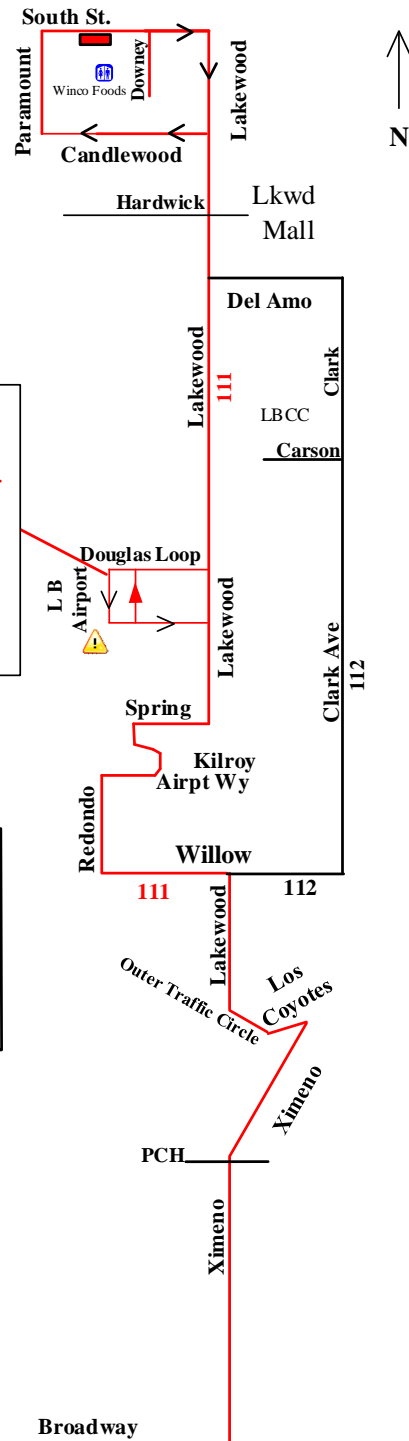 South St.
Paramount
Winco Foods
Downey
Lakewood
N
Candlewood
Hardwick
Lkwd
Mall
Del Amo
Lakewood
111
Clark
LBCC
Carson
Douglas Loop
L B
Airport
Lakewood
Clark Ave
112
Spring
Kilroy
Airpt Wy
Redondo
Willow
111
112
Lakewood
Los
Coyotes
Outer Traffic Circle
Ximeno
PCH
Ximeno
Broadway